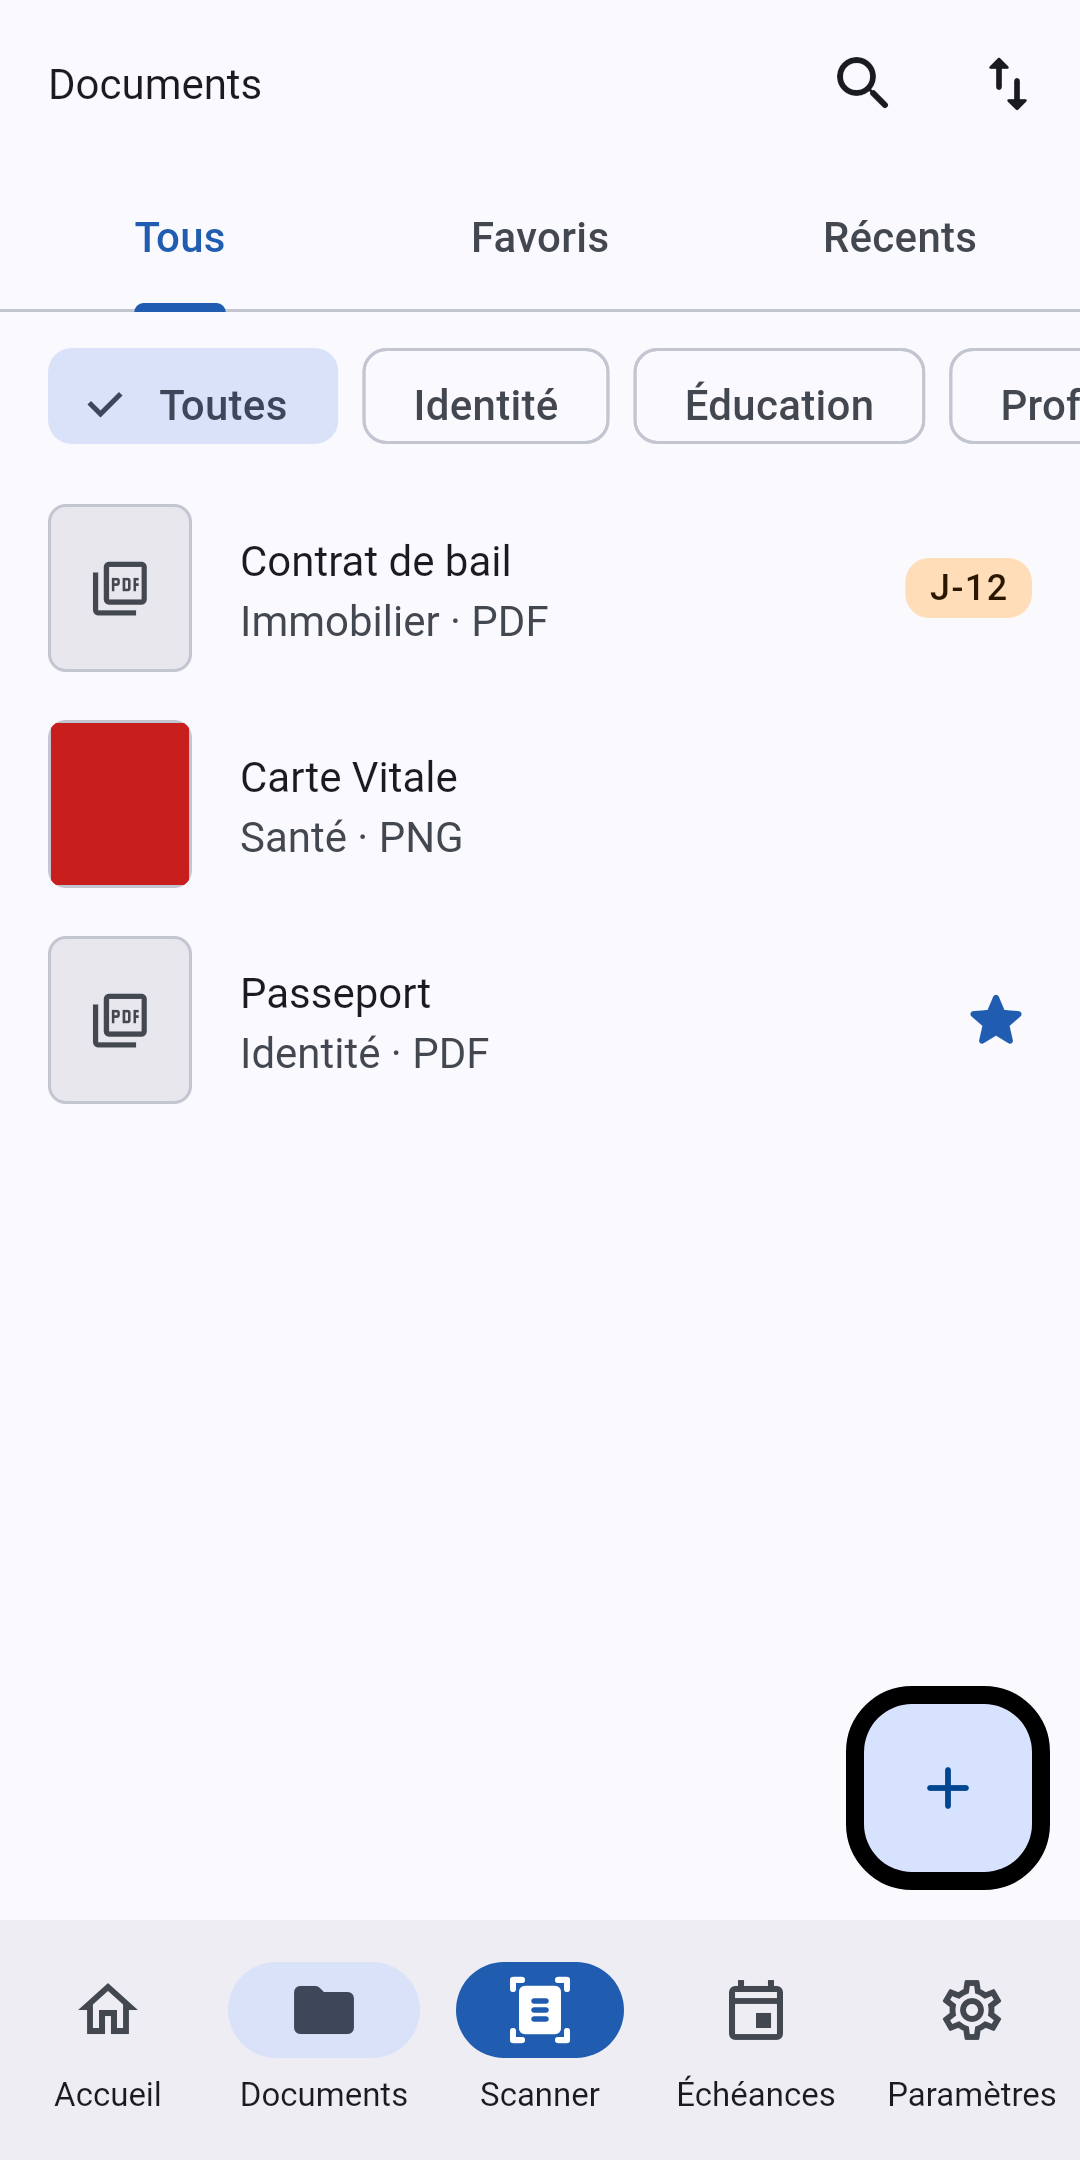 Documents
Tous
Favoris
Récents
Toutes
Identité
Éducation
Prof
PDF
Contrat de bail
Immobilier · PDF
J-12
Carte Vitale
Santé · PNG
PDF
Passeport
Identité · PDF
Accueil
Documents
Scanner
Échéances
Paramètres